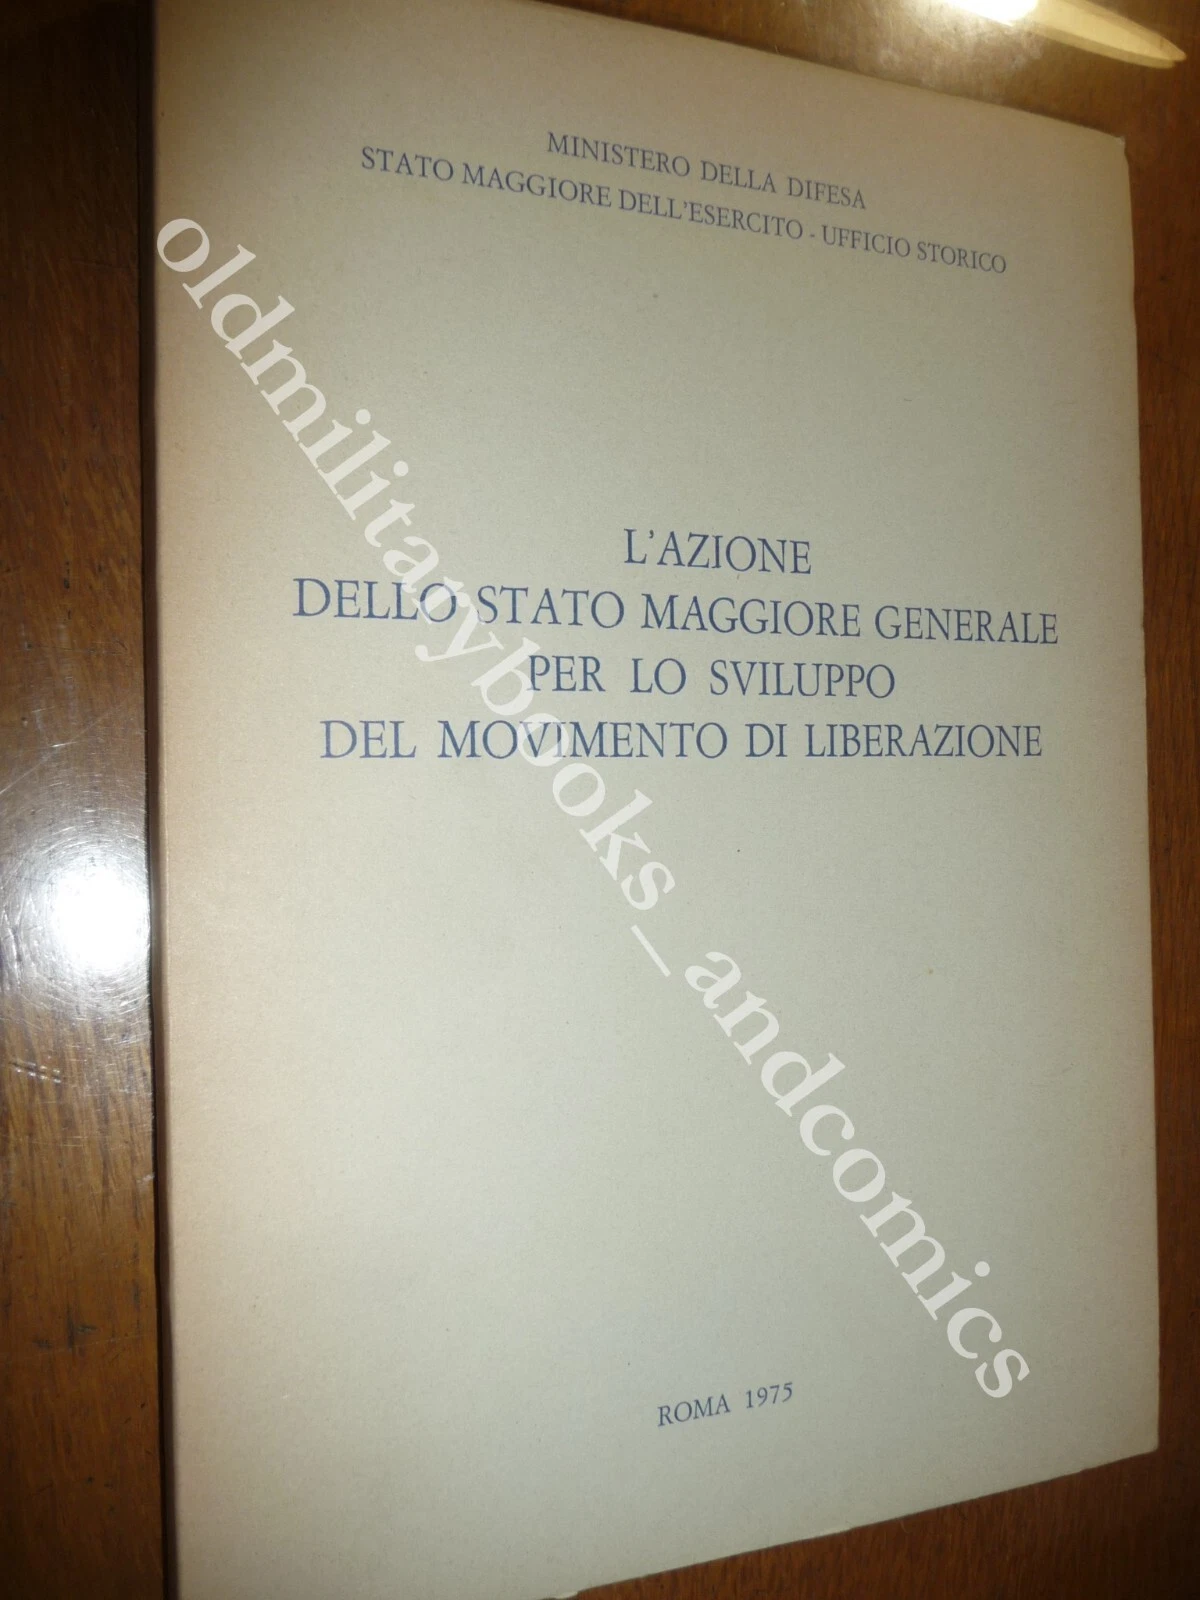 MINISTERO DELLA DIFESA
STATO MAGGIORE DELL'ESERCITO - UFFICIO STORICO
L'AZIONE
DELLO STATO MAGGIORE GENERALE
PER LO SVILUPPO
DEL MOVIMENTO DI LIBERAZIONE
oldmilitarybooks_andcomics
ROMA 1975